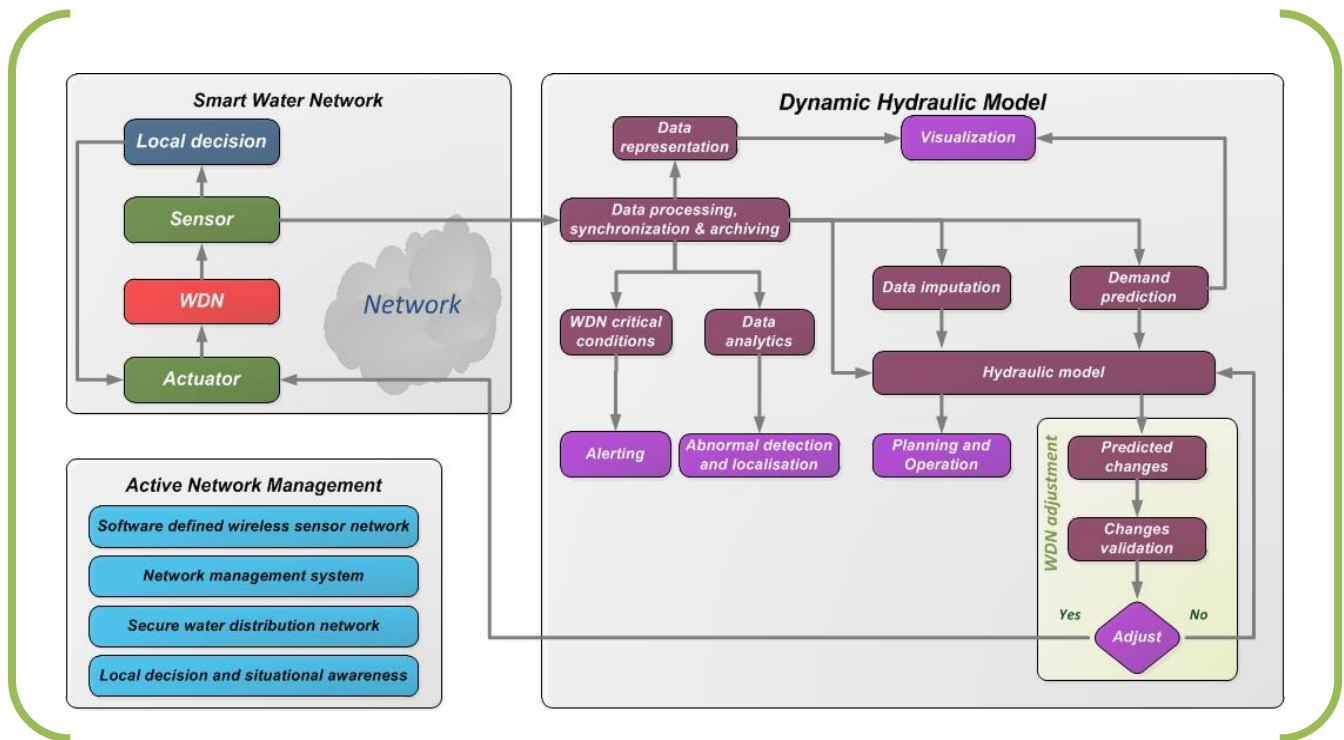 Smart Water Network
Local decision
Sensor
WDN
Actuator
Network
Active Network Management
Software defined wireless sensor network
Network management system
Secure water distribution network
Local decision and situational awareness
Dynamic Hydraulic Model
Data
representation
Visualization
Data processing,
synchronization & archiving
Data imputation
Demand
prediction
WDN critical
conditions
Data
analytics
Hydraulic model
Alerting
Abnormal detection
and localisation
Planning and
Operation
WDN adjustment
Predicted
changes
Changes
validation
Yes
Adjust
No